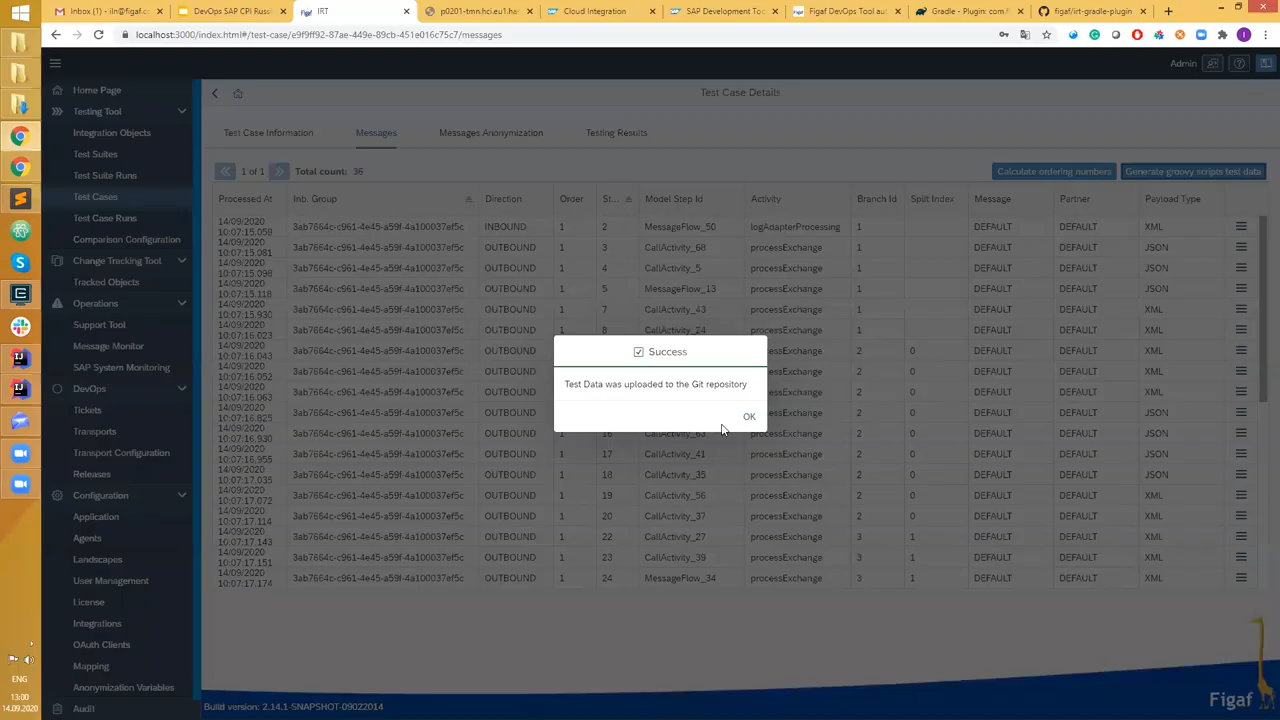 Inbox (1) - iln@figaf.c
DevOps SAP CPI Russi
IRT
p0201-tmn.hci.eu1.ha
Cloud Integration
SAP Development Too
Figaf DevOps Tool aut
Gradle - Plugin: com.f
figaf/irt-gradle-plugin
localhost:3000/index.html#/test-case/e9f9ff92-87ae-449e-89cb-451e016c75c7/messages
Admin
Home Page
Testing Tool
Integration Objects
Test Suites
Test Suite Runs
Test Cases
Test Case Runs
Comparison Configuration
Change Tracking Tool
Tracked Objects
Operations
Support Tool
Message Monitor
SAP System Monitoring
DevOps
Tickets
Transports
Transport Configuration
Releases
Configuration
Application
Agents
Landscapes
User Management
License
Integrations
OAuth Clients
Mapping
Anonymization Variables
Audit
Test Case Details
Test Case Information Messages Messages Anonymization Testing Results
1 of 1 Total count: 36 Calculate ordering numbers Generate groovy scripts test data
Processed At Inb. Group Direction Order St... Model Step Id Activity Branch Id Split Index Message Partner Payload Type
14/09/2020 10:07:15.059 3ab7664c-c961-4e45-a59f-4a100037ef5c INBOUND 1 2 MessageFlow_50 logAdapterProcessing 1 DEFAULT DEFAULT XML
14/09/2020 10:07:15.081 3ab7664c-c961-4e45-a59f-4a100037ef5c OUTBOUND 1 3 CallActivity_68 processExchange 1 DEFAULT DEFAULT JSON
14/09/2020 10:07:15.098 3ab7664c-c961-4e45-a59f-4a100037ef5c OUTBOUND 1 4 CallActivity_5 processExchange 1 DEFAULT DEFAULT JSON
14/09/2020 10:07:15.118 3ab7664c-c961-4e45-a59f-4a100037ef5c OUTBOUND 1 5 MessageFlow_13 processExchange 1 DEFAULT DEFAULT JSON
14/09/2020 10:07:15.930 3ab7664c-c961-4e45-a59f-4a100037ef5c OUTBOUND 1 7 CallActivity_43 processExchange 1 DEFAULT DEFAULT XML
14/09/2020 10:07:16.023 3ab7664c-c961-4e45-a59f-4a100037ef5c OUTBOUND 1 8 CallActivity_24 processExchange 1 DEFAULT DEFAULT XML
14/09/2020 10:07:16.043 3ab7664c-c961-4e45-a59f-4a100037ef5c OUTBOUND processExchange 2 0 DEFAULT DEFAULT XML
14/09/2020 10:07:16.052 3ab7664c-c961-4e45-a59f-4a100037ef5c OUTBOUND processExchange 2 0 DEFAULT DEFAULT XML
14/09/2020 10:07:16.063 3ab7664c-c961-4e45-a59f-4a100037ef5c OUTBOUND processExchange 2 0 DEFAULT DEFAULT XML
14/09/2020 10:07:16.825 3ab7664c-c961-4e45-a59f-4a100037ef5c OUTBOUND processExchange 2 0 DEFAULT DEFAULT JSON
14/09/2020 10:07:16.930 3ab7664c-c961-4e45-a59f-4a100037ef5c OUTBOUND 1 16 CallActivity_63 processExchange 2 0 DEFAULT DEFAULT JSON
14/09/2020 10:07:16.955 3ab7664c-c961-4e45-a59f-4a100037ef5c OUTBOUND 1 17 CallActivity_41 processExchange 2 0 DEFAULT DEFAULT JSON
14/09/2020 10:07:17.035 3ab7664c-c961-4e45-a59f-4a100037ef5c OUTBOUND 1 18 CallActivity_35 processExchange 2 0 DEFAULT DEFAULT JSON
14/09/2020 10:07:17.072 3ab7664c-c961-4e45-a59f-4a100037ef5c OUTBOUND 1 19 CallActivity_56 processExchange 2 0 DEFAULT DEFAULT XML
14/09/2020 10:07:17.114 3ab7664c-c961-4e45-a59f-4a100037ef5c OUTBOUND 1 20 CallActivity_37 processExchange 2 0 DEFAULT DEFAULT XML
14/09/2020 10:07:17.143 3ab7664c-c961-4e45-a59f-4a100037ef5c OUTBOUND 1 22 CallActivity_27 processExchange 3 1 DEFAULT DEFAULT XML
14/09/2020 10:07:17.151 3ab7664c-c961-4e45-a59f-4a100037ef5c OUTBOUND 1 23 CallActivity_39 processExchange 3 1 DEFAULT DEFAULT XML
14/09/2020 10:07:17.174 3ab7664c-c961-4e45-a59f-4a100037ef5c OUTBOUND 1 24 MessageFlow_34 processExchange 3 1 DEFAULT DEFAULT XML
Success
Test Data was uploaded to the Git repository
OK
Build version: 2.14.1-SNAPSHOT-09022014
Figaf
ENG
13:00
14.09.2020